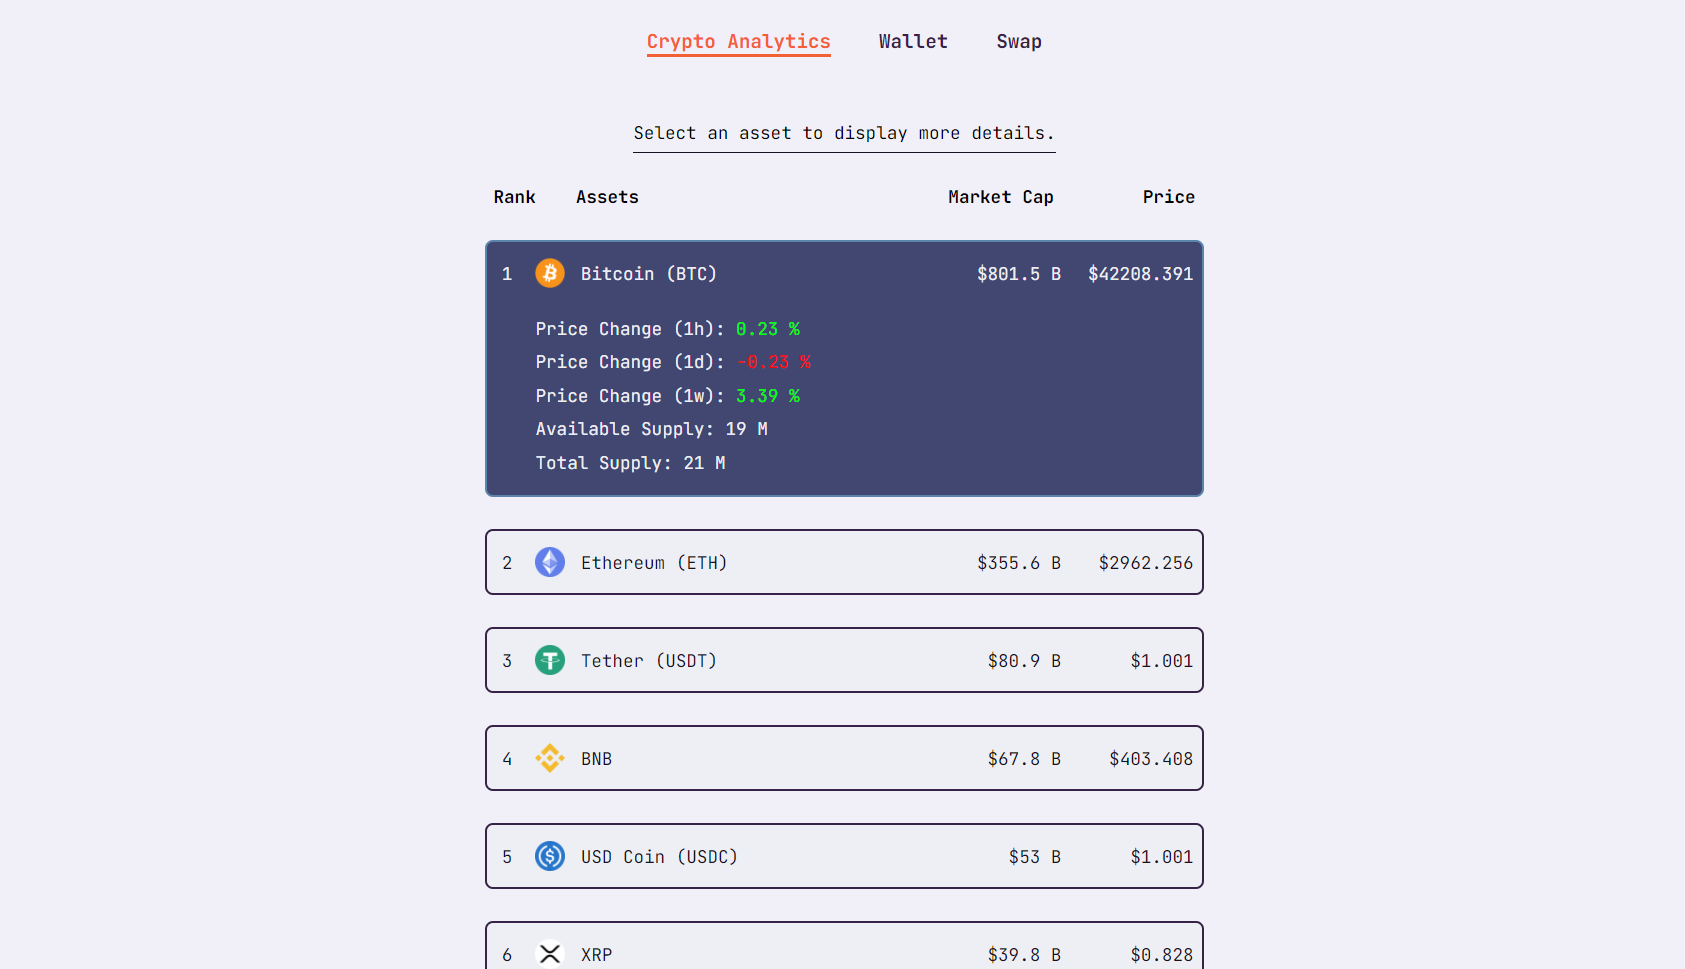 Crypto Analytics Wallet Swap
Select an asset to display more details.
Rank Assets Market Cap Price
1 Bitcoin (BTC) $801.5 B $42208.391
Price Change (1h): 0.23 %
Price Change (1d): -0.23 %
Price Change (1w): 3.39 %
Available Supply: 19 M
Total Supply: 21 M
2 Ethereum (ETH) $355.6 B $2962.256
3 Tether (USDT) $80.9 B $1.001
4 BNB $67.8 B $403.408
5 USD Coin (USDC) $53 B $1.001
6 XRP $39.8 B $0.828